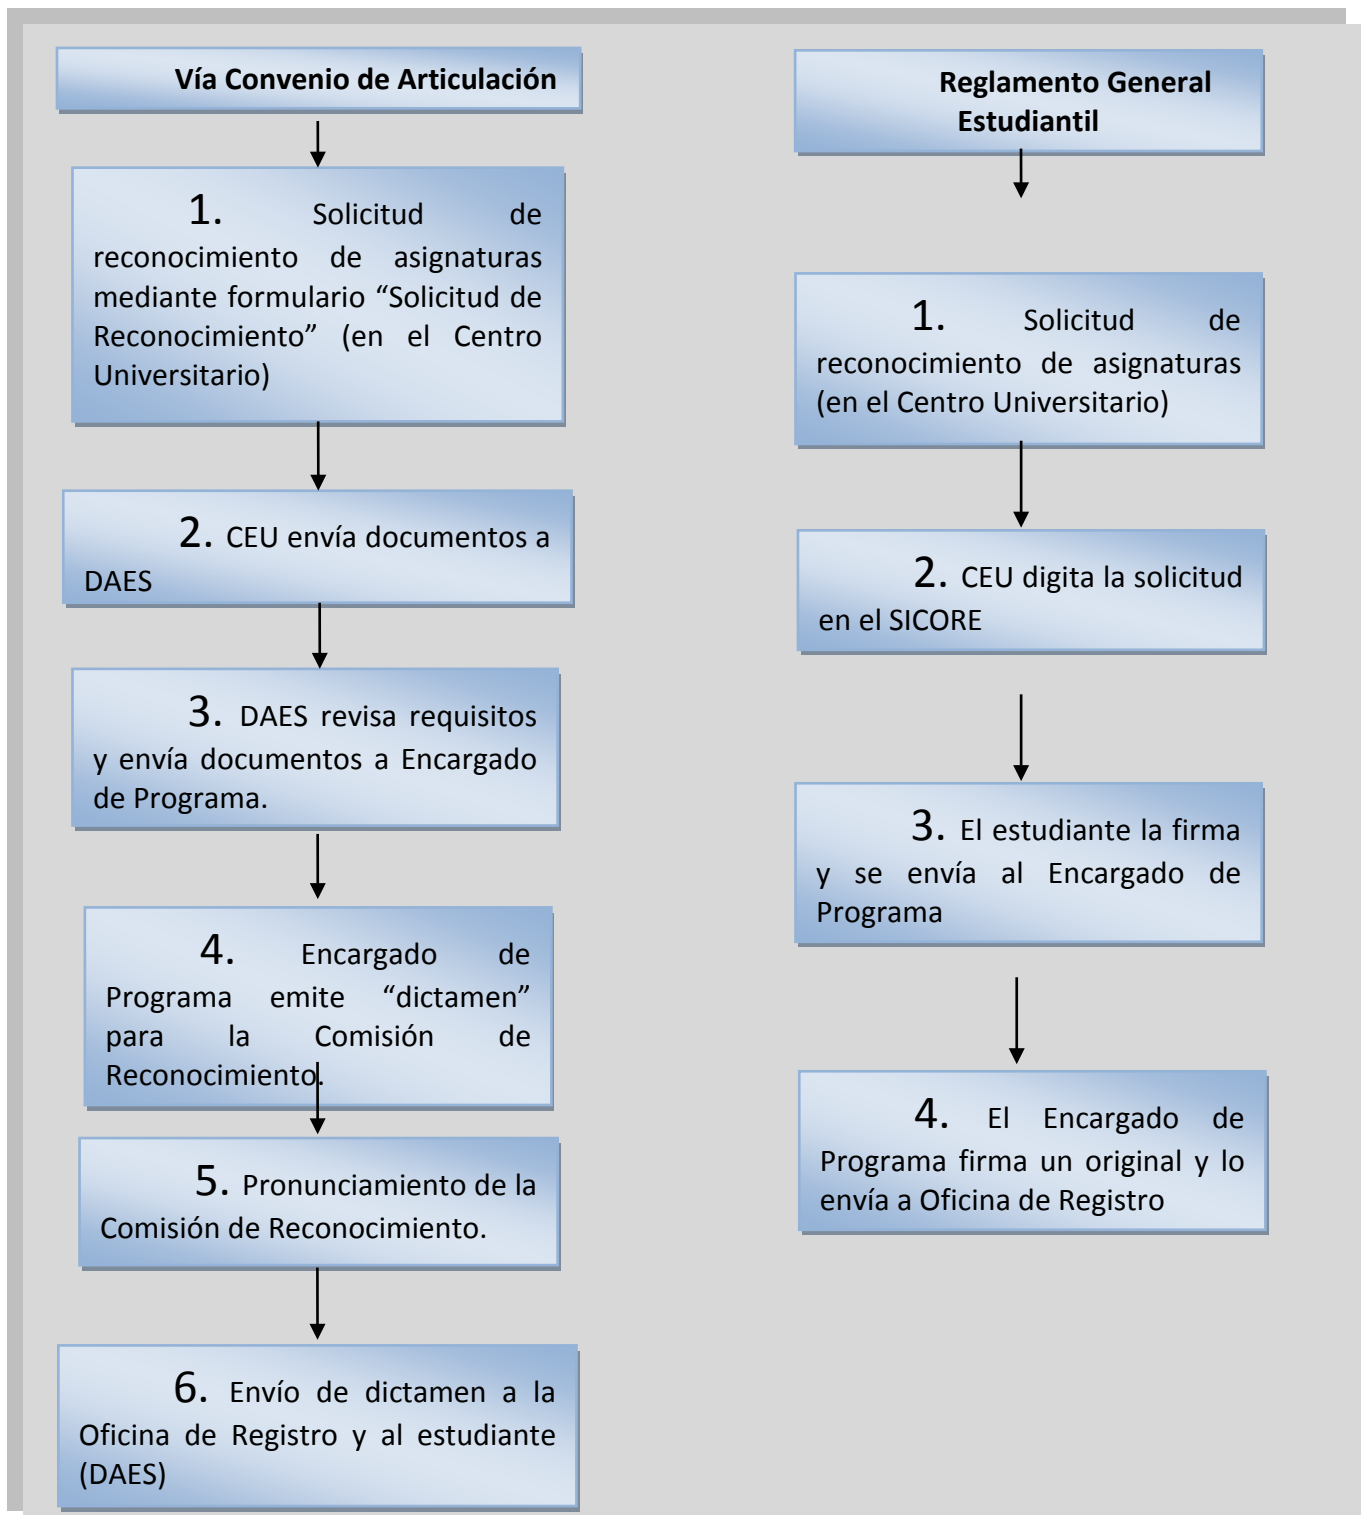 Vía Convenio de Articulación
1. Solicitud de
reconocimiento de asignaturas
mediante formulario “Solicitud de
Reconocimiento” (en el Centro
Universitario)
2. CEU envía documentos a
DAES
3. DAES revisa requisitos
y envía documentos a Encargado
de Programa.
4. Encargado de
Programa emite “dictamen”
para la Comisión de
Reconocimiento.
5. Pronunciamiento de la
Comisión de Reconocimiento.
6. Envío de dictamen a la
Oficina de Registro y al estudiante
(DAES)
Reglamento General
Estudiantil
1. Solicitud de
reconocimiento de asignaturas
(en el Centro Universitario)
2. CEU digita la solicitud
en el SICORE
3. El estudiante la firma
y se envía al Encargado de
Programa
4. El Encargado de
Programa firma un original y lo
envía a Oficina de Registro